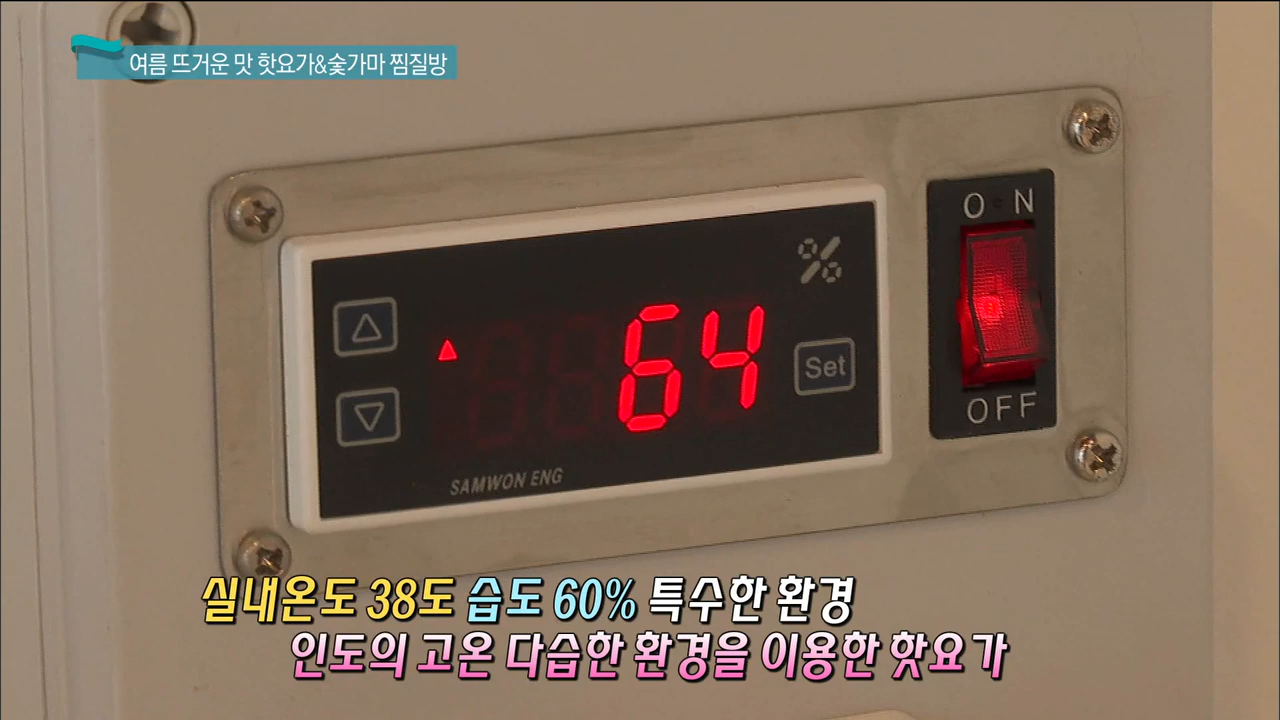 여름 뜨거운 맛 핫요가&숯가마 찜질방
O N
%
64
Set
OFF
SAMWON ENG
실내온도 38도 습도 60% 특수한 환경
인도의 고온 다습한 환경을 이용한 핫요가